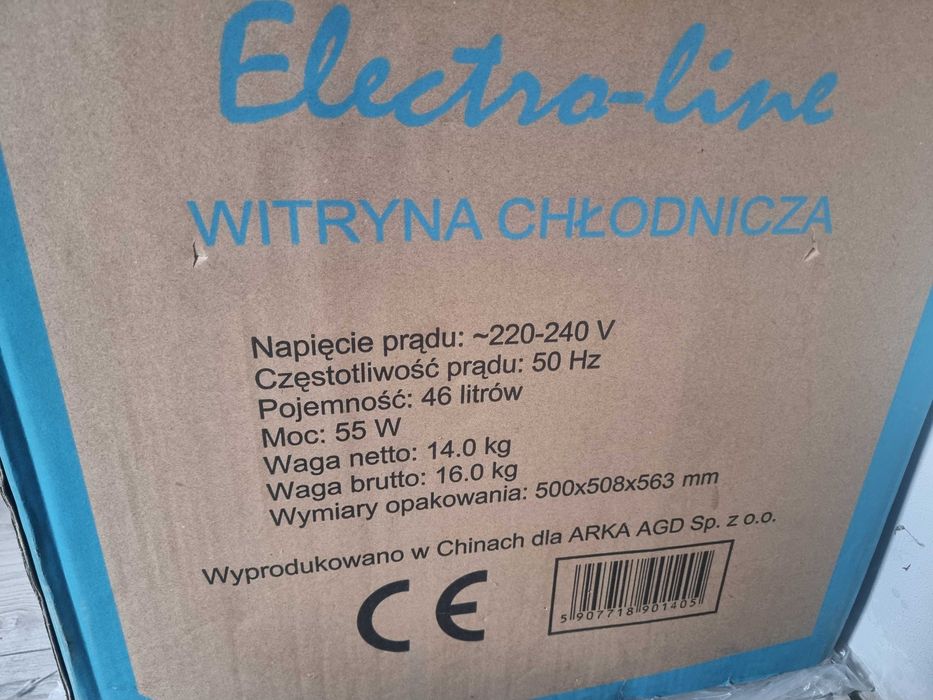 Electro-line
WITRYNA CHŁODNICZA
Napięcie prądu: ~220-240 V
Częstotliwość prądu: 50 Hz
Pojemność: 46 litrów
Moc: 55 W
Waga netto: 14.0 kg
Waga brutto: 16.0 kg
Wymiary opakowania: 500x508x563 mm
Wyprodukowano w Chinach dla ARKA AGD Sp. z o.o.
CE
5 907718 901405